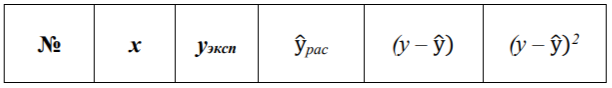 № x yэксп ŷрас (y – ŷ) (y – ŷ)²